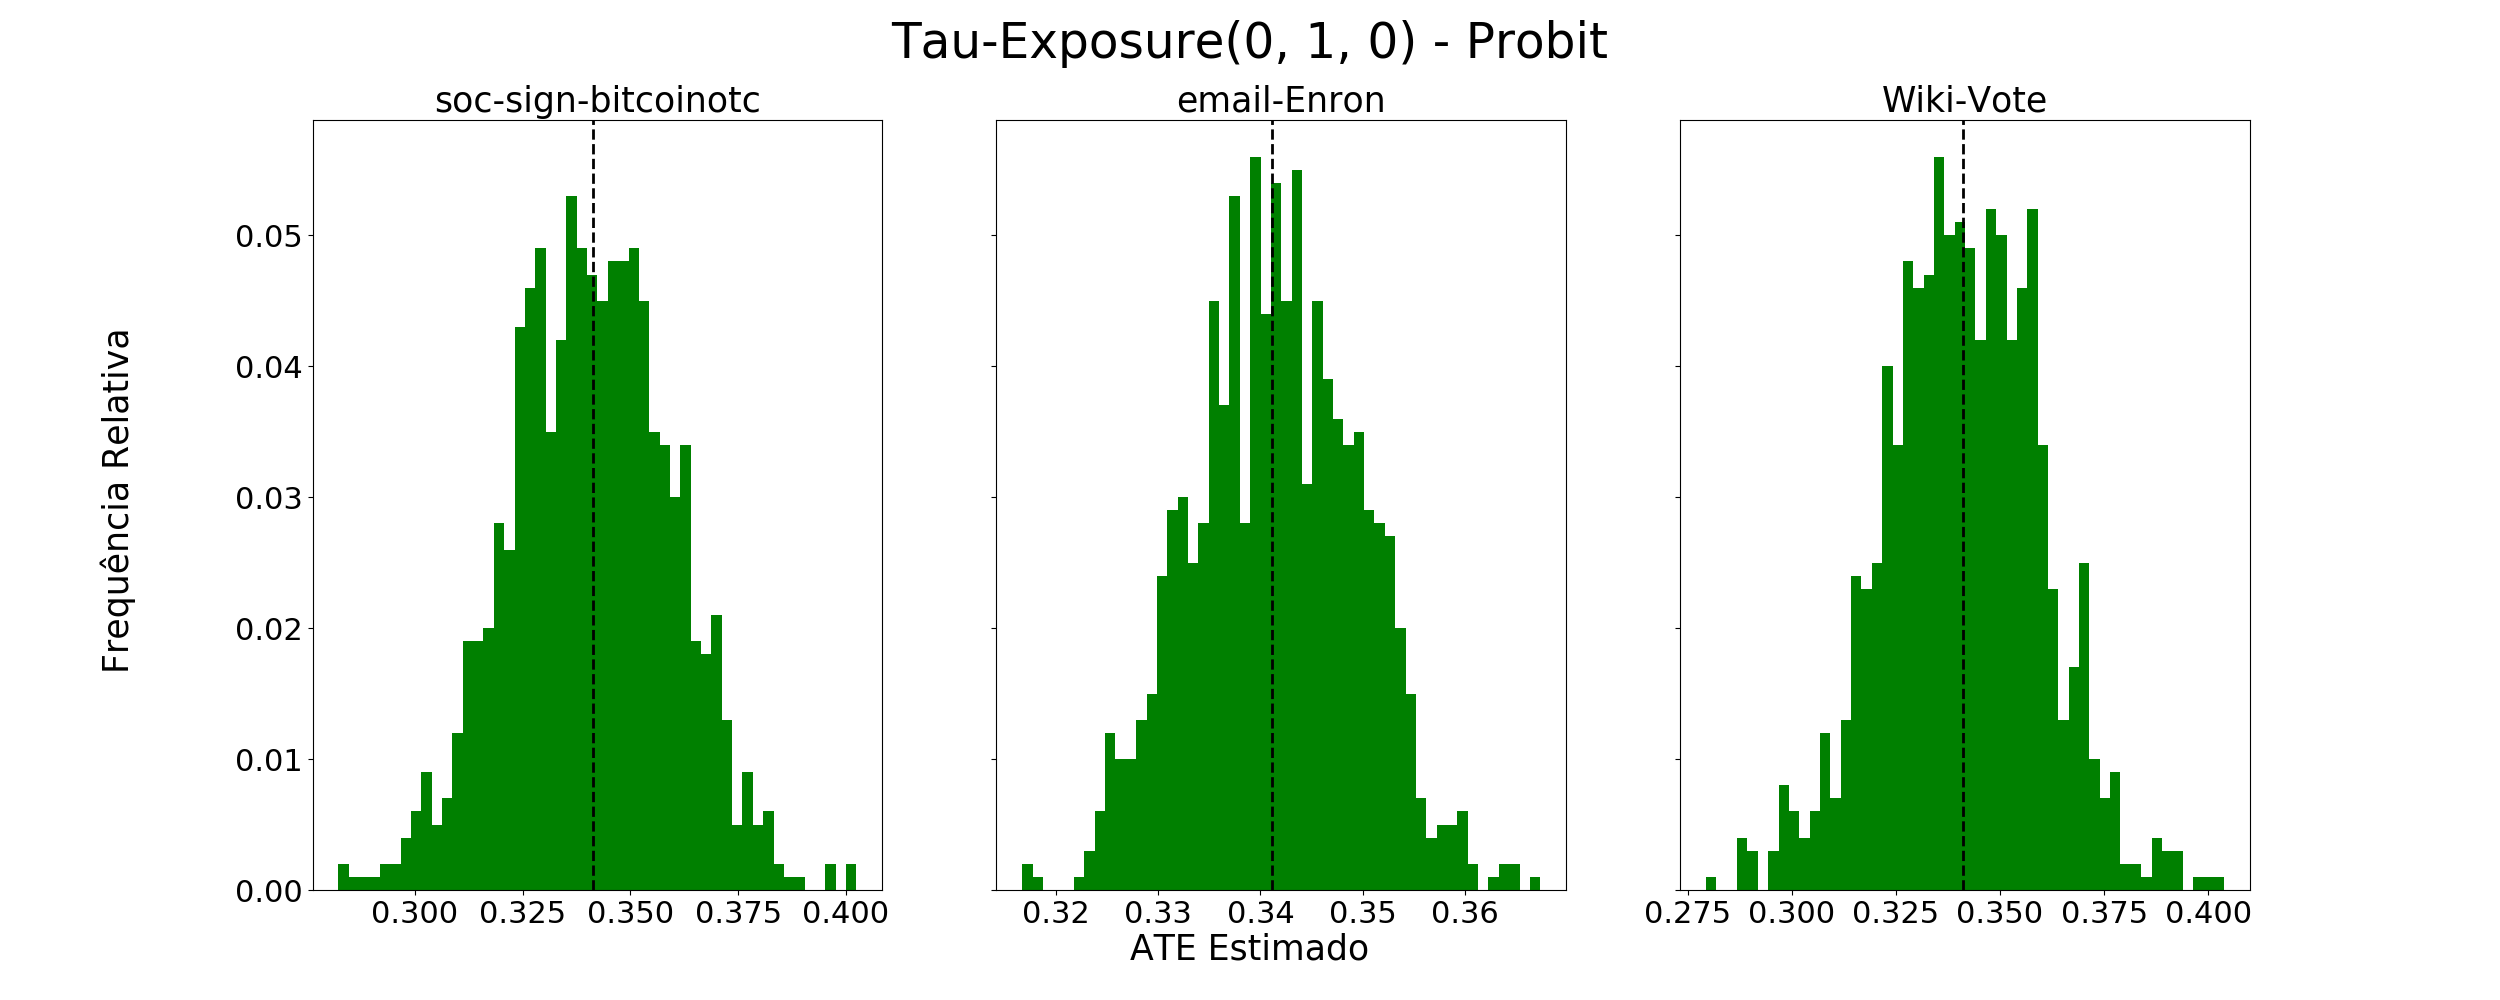 Tau-Exposure(0, 1, 0) - Probit
soc-sign-bitcoinotc
email-Enron
Wiki-Vote
Frequência Relativa
0.05
0.04
0.03
0.02
0.01
0.00
0.300 0.325 0.350 0.375 0.400
0.32 0.33 0.34 0.35 0.36
0.275 0.300 0.325 0.350 0.375 0.400
ATE Estimado